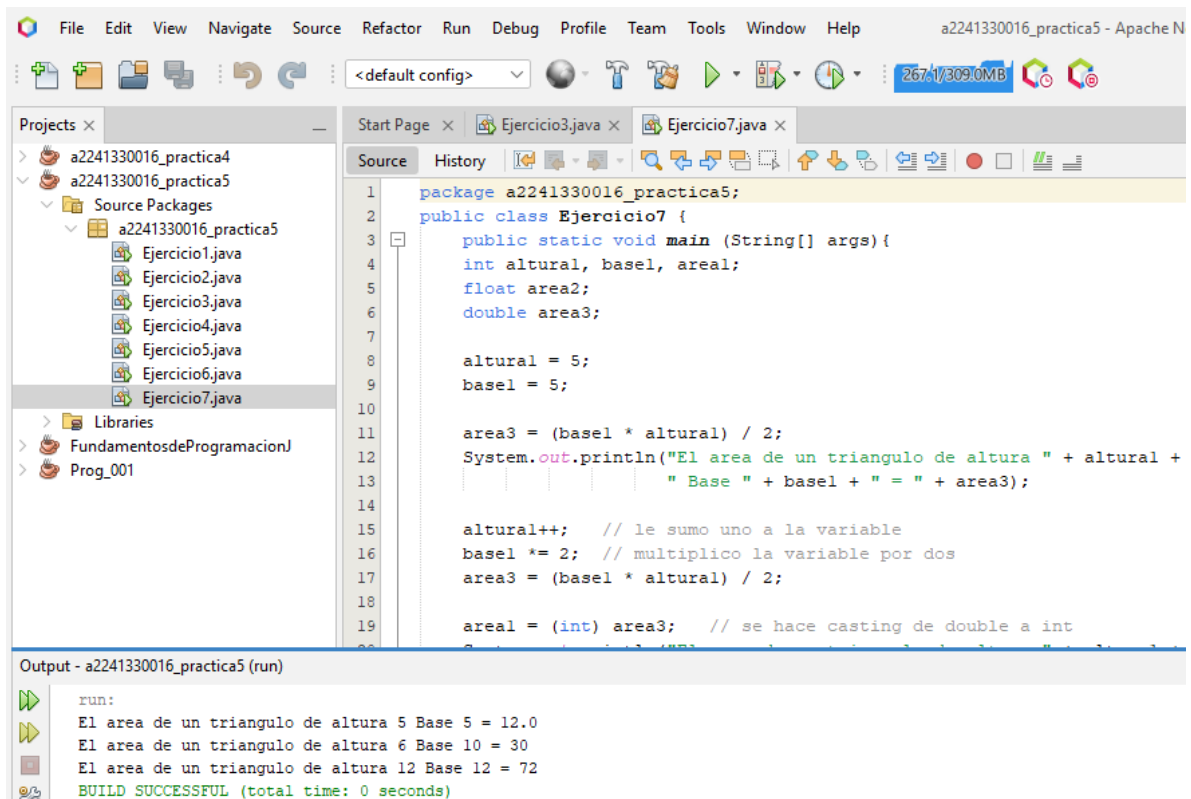 File Edit View Navigate Source Refactor Run Debug Profile Team Tools Window Help a2241330016_practica5 - Apache N
<default config> 267.1/309.0MB
Projects
Start Page Ejercicio3.java Ejercicio7.java
Source History
a2241330016_practica4
a2241330016_practica5
Source Packages
a2241330016_practica5
Ejercicio1.java
Ejercicio2.java
Ejercicio3.java
Ejercicio4.java
Ejercicio5.java
Ejercicio6.java
Ejercicio7.java
Libraries
FundamentosdeProgramacionJ
Prog_001
1 package a2241330016_practica5;
2 public class Ejercicio7 {
3 public static void main (String[] args){
4 int altura1, base1, area1;
5 float area2;
6 double area3;
7
8 altura1 = 5;
9 base1 = 5;
10
11 area3 = (base1 * altura1) / 2;
12 System.out.println("El area de un triangulo de altura " + altura1 +
13 " Base " + base1 + " = " + area3);
14
15 altura1++; // le sumo uno a la variable
16 base1 *= 2; // multiplico la variable por dos
17 area3 = (base1 * altura1) / 2;
18
19 area1 = (int) area3; // se hace casting de double a int
Output - a2241330016_practica5 (run)
run:
El area de un triangulo de altura 5 Base 5 = 12.0
El area de un triangulo de altura 6 Base 10 = 30
El area de un triangulo de altura 12 Base 12 = 72
BUILD SUCCESSFUL (total time: 0 seconds)